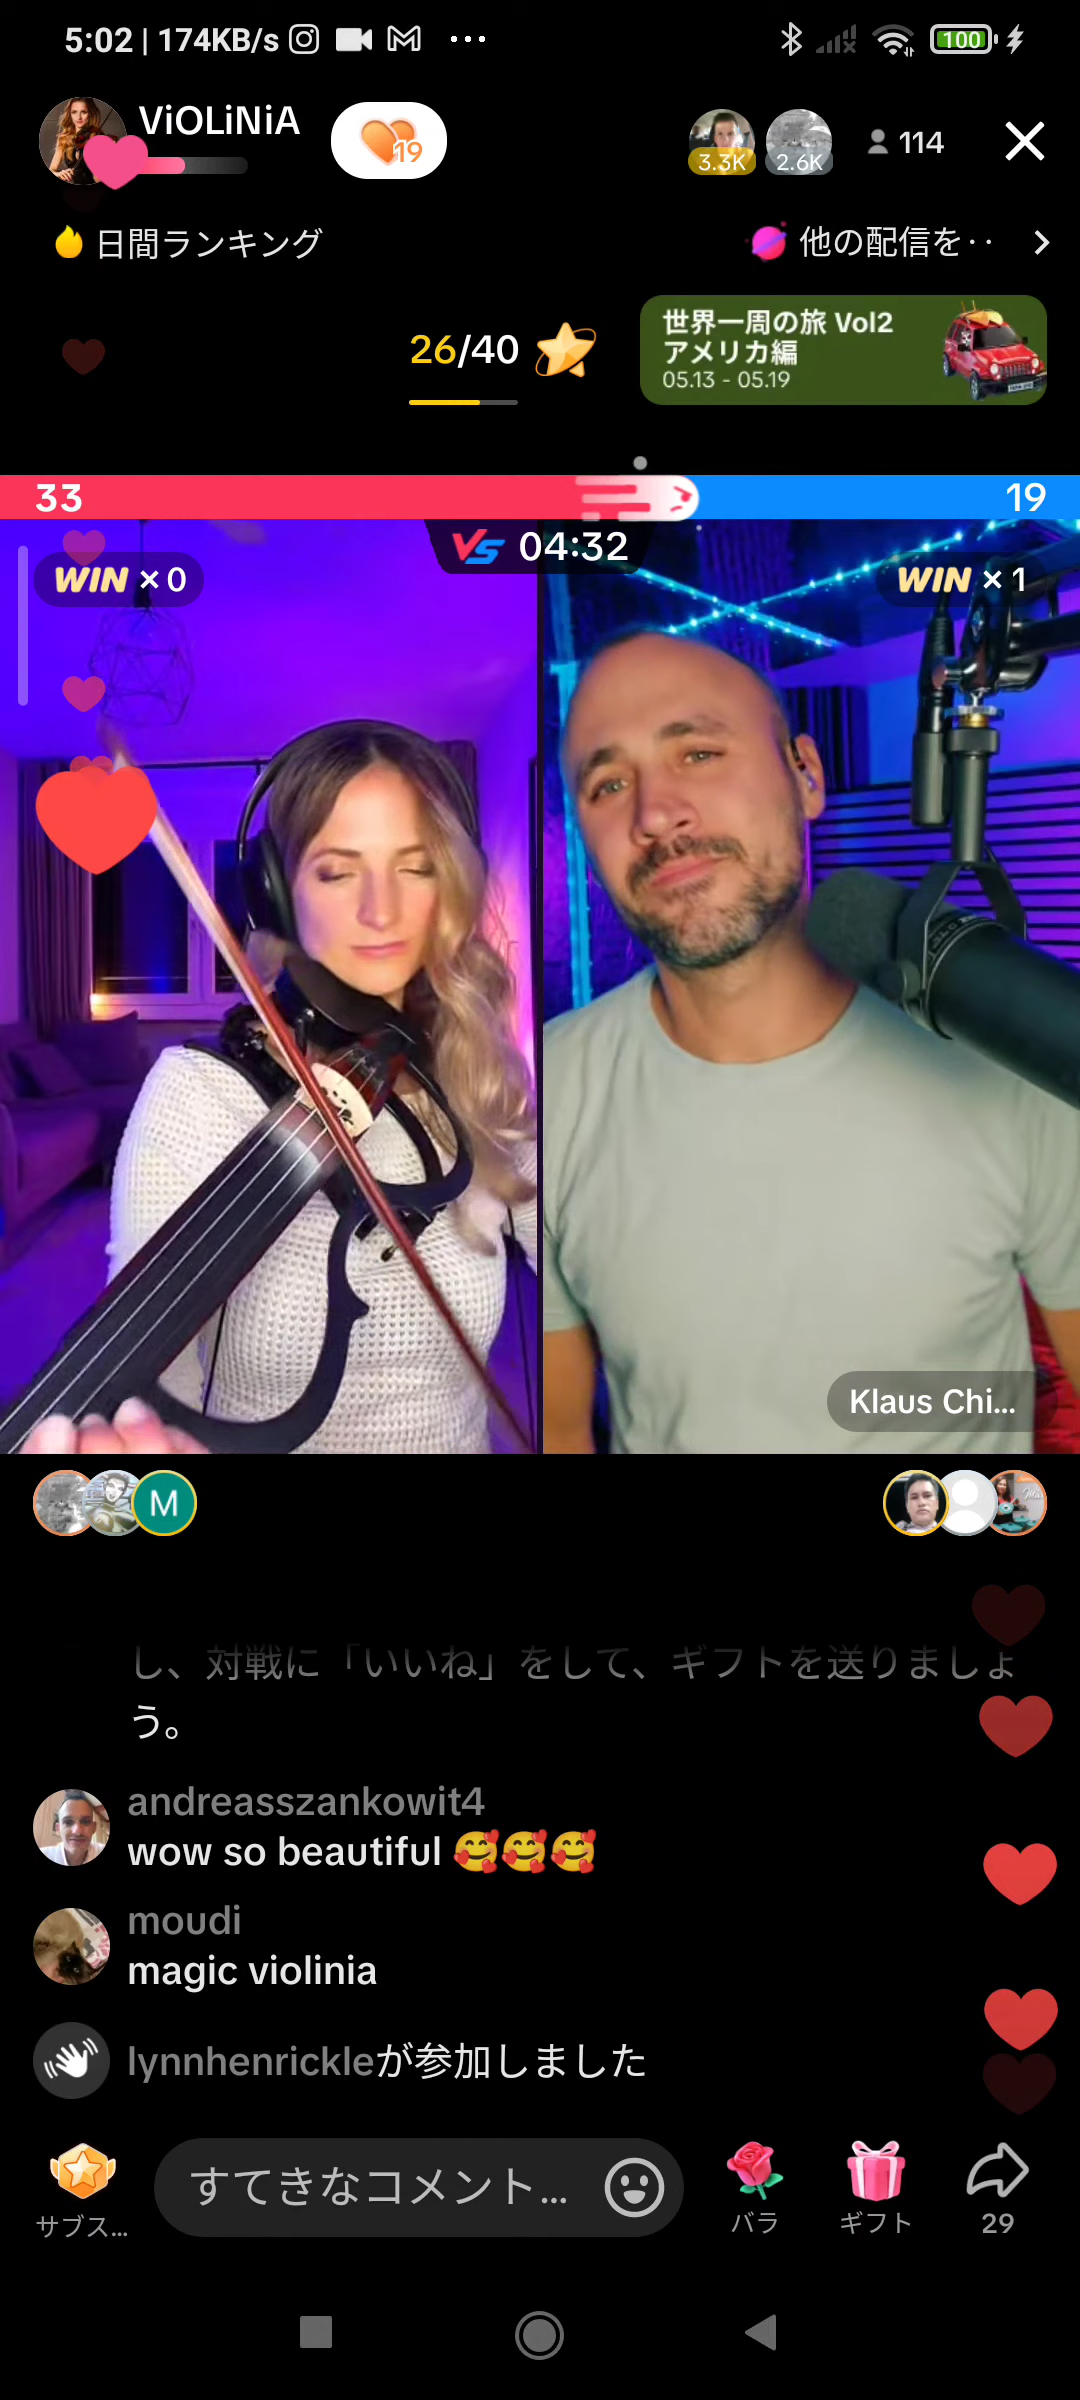 5:02 | 174KB/s
100
ViOLiNiA
19
3.3K
2.6K
114
日間ランキング
他の配信を‥
26/40
世界一周の旅 Vol2
アメリカ編
05.13 - 05.19
33
19
VS 04:32
WIN × 0
WIN × 1
Klaus Chi...
M
し、対戦に「いいね」をして、ギフトを送りましょ
う。
andreasszankowit4
wow so beautiful 🥰🥰🥰
moudi
magic violinia
lynnhenrickleが参加しました
サブス...
すてきなコメント...
バラ
ギフト
29